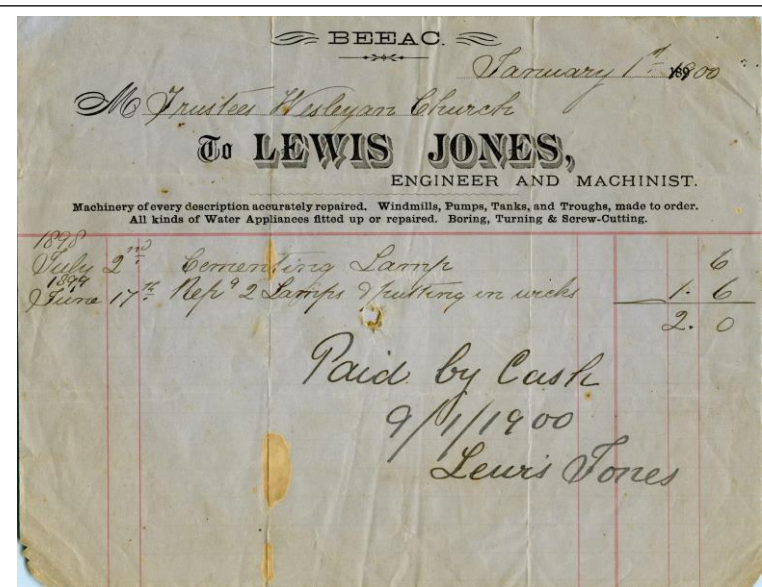 BEEAC.
January 1st 1900
M Trustees Wesleyan Church
To LEWIS JONES,
ENGINEER AND MACHINIST.
Machinery of every description accurately repaired. Windmills, Pumps, Tanks, and Troughs, made to order.
All kinds of Water Appliances fitted up or repaired. Boring, Turning & Screw-Cutting.
1898
July 2nd Cementing Lamp 6
1899
June 17th Repg 2 Lamps & putting in wicks 1. 6
2. 0
Paid by Cash
9/1/1900
Lewis Jones